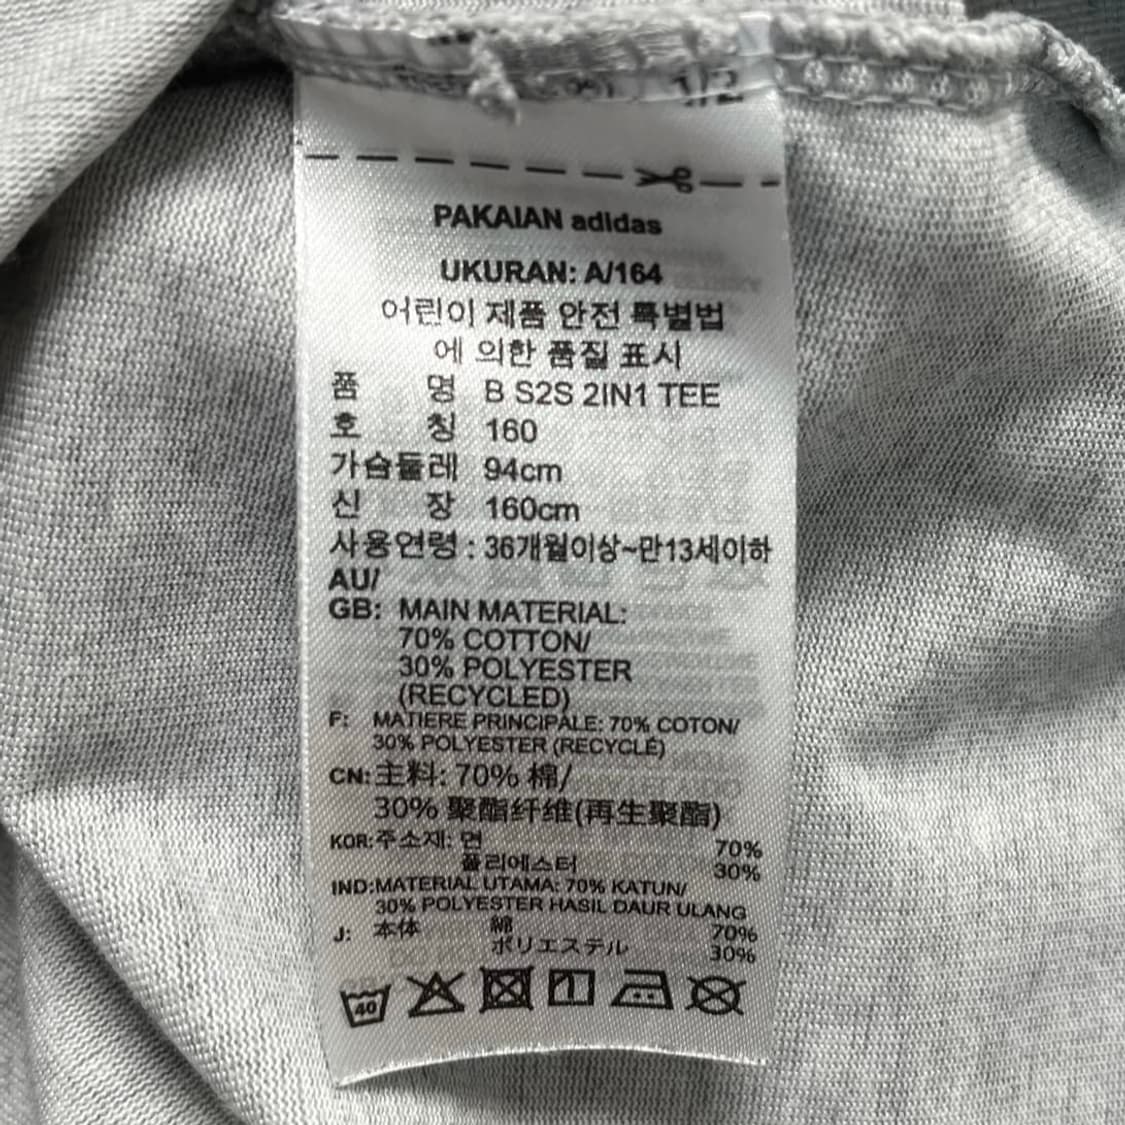 1/2
PAKAIAN adidas
UKURAN: A/164
어린이 제품 안전 특별법
에 의한 품질 표시
품 명 B S2S 2IN1 TEE
호 칭 160
가슴둘레 94cm
신 장 160cm
사용연령 : 36개월이상~만13세이하
AU/
GB: MAIN MATERIAL:
70% COTTON/
30% POLYESTER
(RECYCLED)
F: MATIERE PRINCIPALE: 70% COTON/
30% POLYESTER (RECYCLÉ)
CN: 主料: 70% 棉/
30% 聚酯纤维(再生聚酯)
KOR: 주소재: 면 70%
폴리에스터 30%
IND: MATERIAL UTAMA: 70% KATUN/
30% POLYESTER HASIL DAUR ULANG
J: 本体 綿 70%
ポリエステル 30%
40